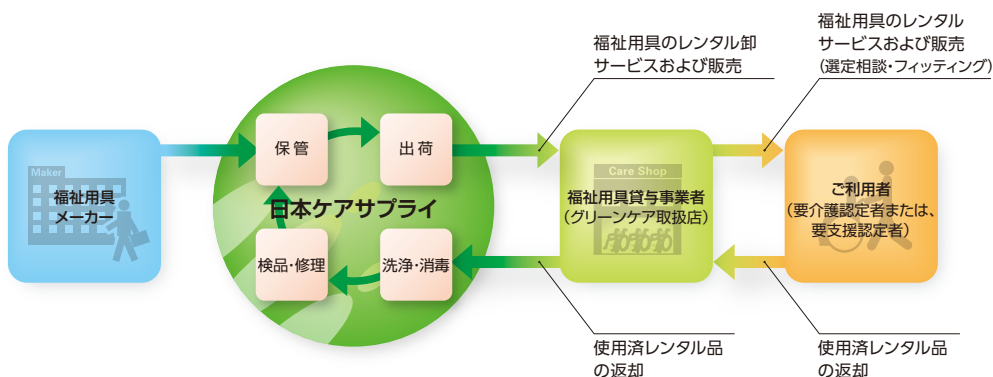 福祉用具のレンタル卸
サービスおよび販売
福祉用具のレンタル
サービスおよび販売
（選定相談・フィッティング）
Maker
福祉用具
メーカー
保管
出荷
日本ケアサプライ
検品・修理
洗浄・消毒
Care Shop
福祉用具貸与事業者
（グリーンケア取扱店）
ご利用者
（要介護認定者または、
要支援認定者）
使用済レンタル品
の返却
使用済レンタル品
の返却